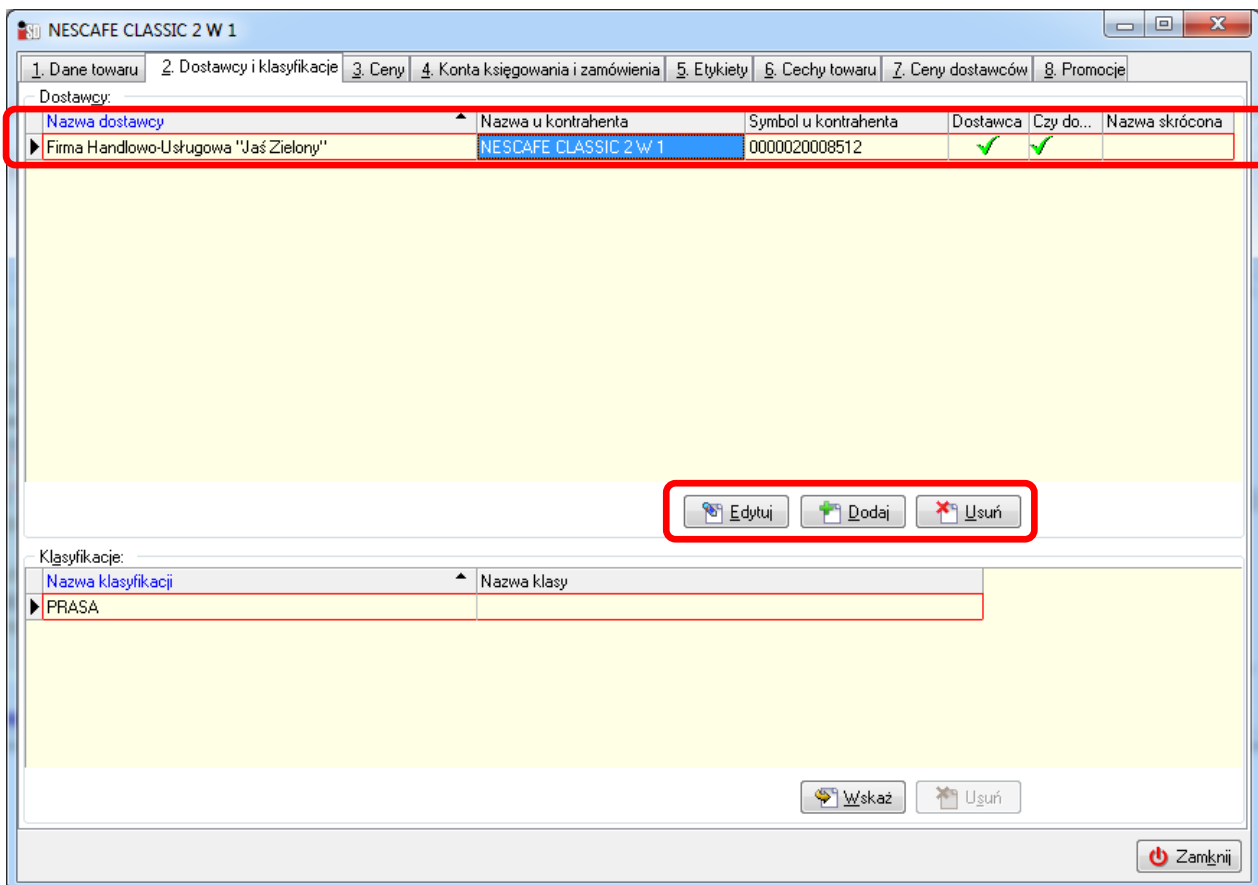 NESCAFE CLASSIC 2 W 1
1. Dane towaru 2. Dostawcy i klasyfikacje 3. Ceny 4. Konta księgowania i zamówienia 5. Etykiety 6. Cechy towaru 7. Ceny dostawców 8. Promocje
Dostawcy:
Nazwa dostawcy Nazwa u kontrahenta Symbol u kontrahenta Dostawca Czy do... Nazwa skrócona
Firma Handlowo-Usługowa "Jaś Zielony" NESCAFE CLASSIC 2 W 1 0000020008512
Edytuj Dodaj Usuń
Klasyfikacje:
Nazwa klasyfikacji Nazwa klasy
PRASA
Wskaż Usuń
Zamknij